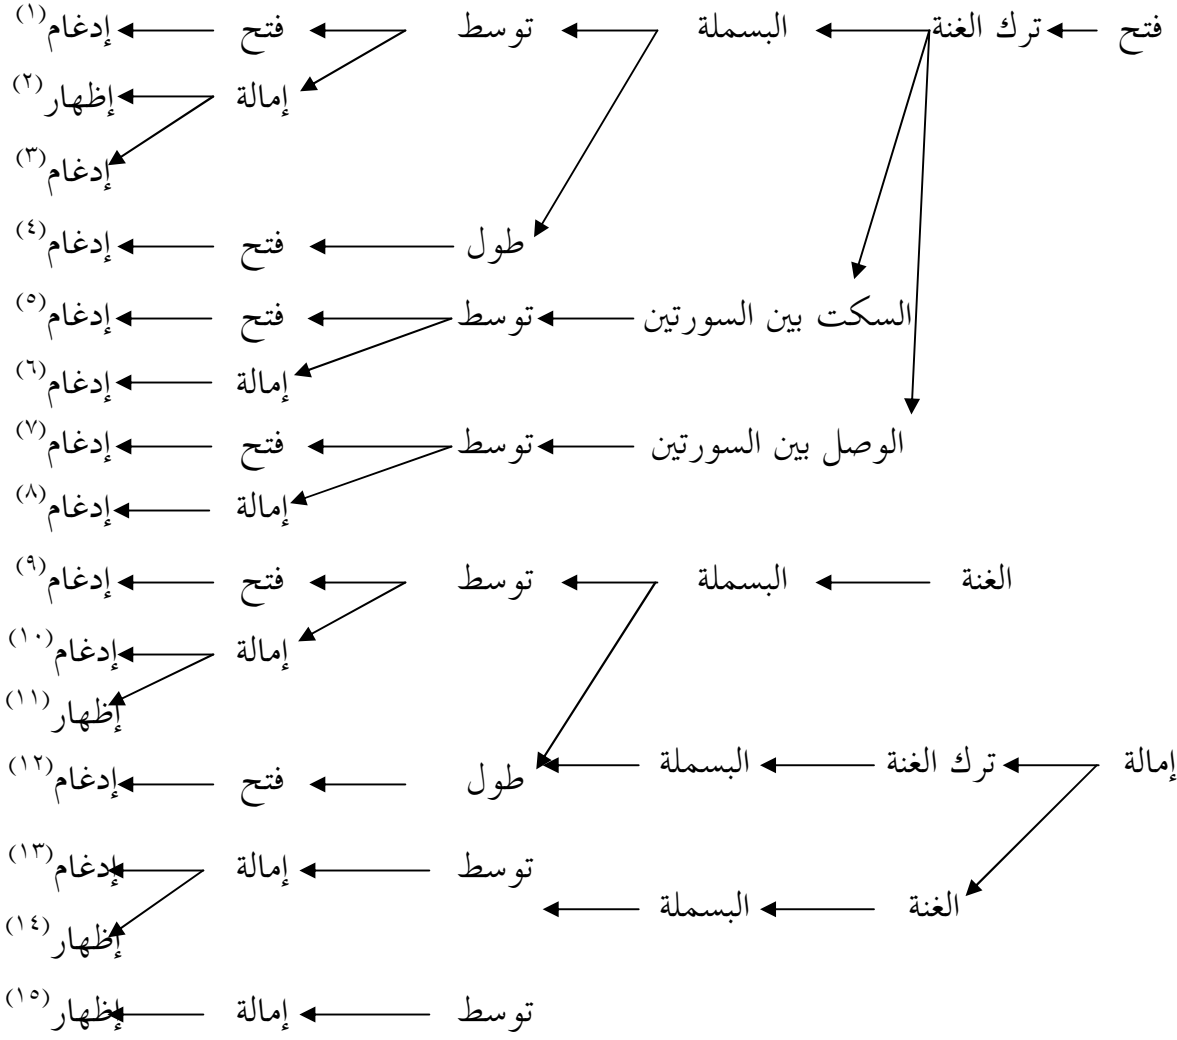 فتح ترك الغنة البسملة توسط فتح إدغام(١)
إمالة إظهار(٢)
إدغام(٣)
طول فتح إدغام(٤)
السكت بين السورتين توسط فتح إدغام(٥)
إمالة إدغام(٦)
الوصل بين السورتين توسط فتح إدغام(٧)
إمالة إدغام(٨)
الغنة البسملة توسط فتح إدغام(٩)
إمالة إدغام(١٠)
إظهار(١١)
إمالة ترك الغنة البسملة طول فتح إدغام(١٢)
توسط إمالة إدغام(١٣)
الغنة البسملة إظهار(١٤)
توسط إمالة إظهار(١٥)